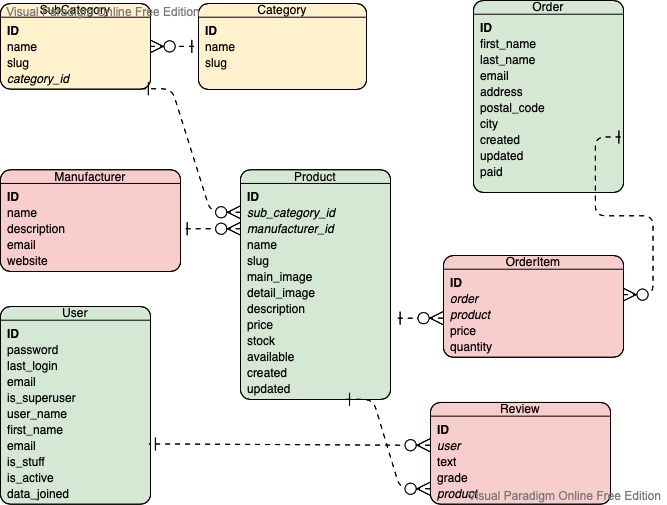 Visual Paradigm Online Free Edition
SubCategory
ID
name
slug
category_id
Category
ID
name
slug
Order
ID
first_name
last_name
email
address
postal_code
city
created
updated
paid
Manufacturer
ID
name
description
email
website
Product
ID
sub_category_id
manufacturer_id
name
slug
main_image
detail_image
description
price
stock
available
created
updated
OrderItem
ID
order
product
price
quantity
User
ID
password
last_login
email
is_superuser
user_name
first_name
email
is_stuff
is_active
data_joined
Review
ID
user
text
grade
product
Visual Paradigm Online Free Edition